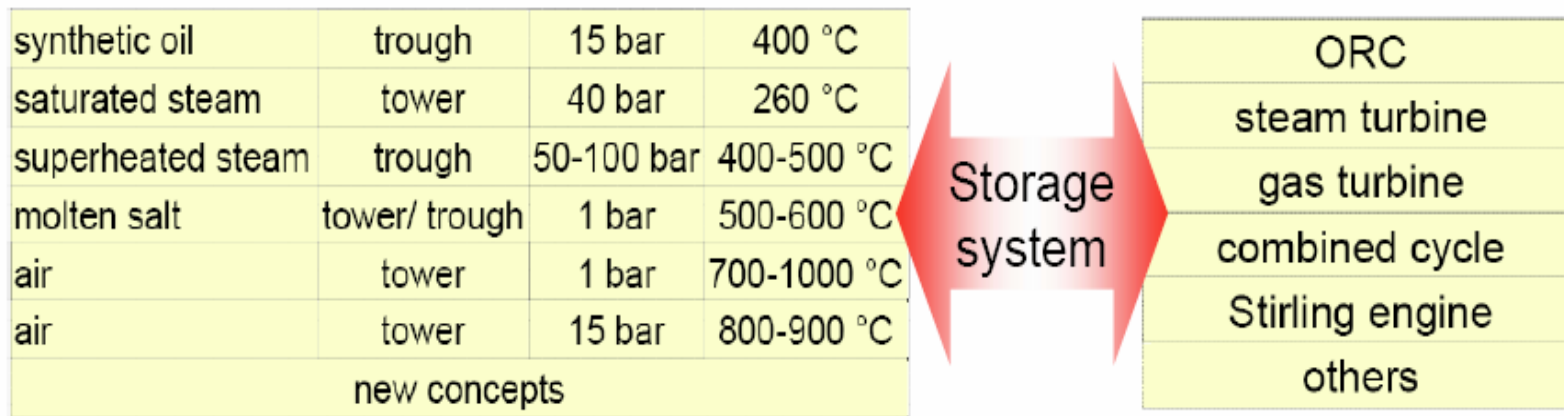 synthetic oil trough 15 bar 400 °C
saturated steam tower 40 bar 260 °C
superheated steam trough 50-100 bar 400-500 °C
molten salt tower/ trough 1 bar 500-600 °C
air tower 1 bar 700-1000 °C
air tower 15 bar 800-900 °C
new concepts
Storage
system
ORC
steam turbine
gas turbine
combined cycle
Stirling engine
others